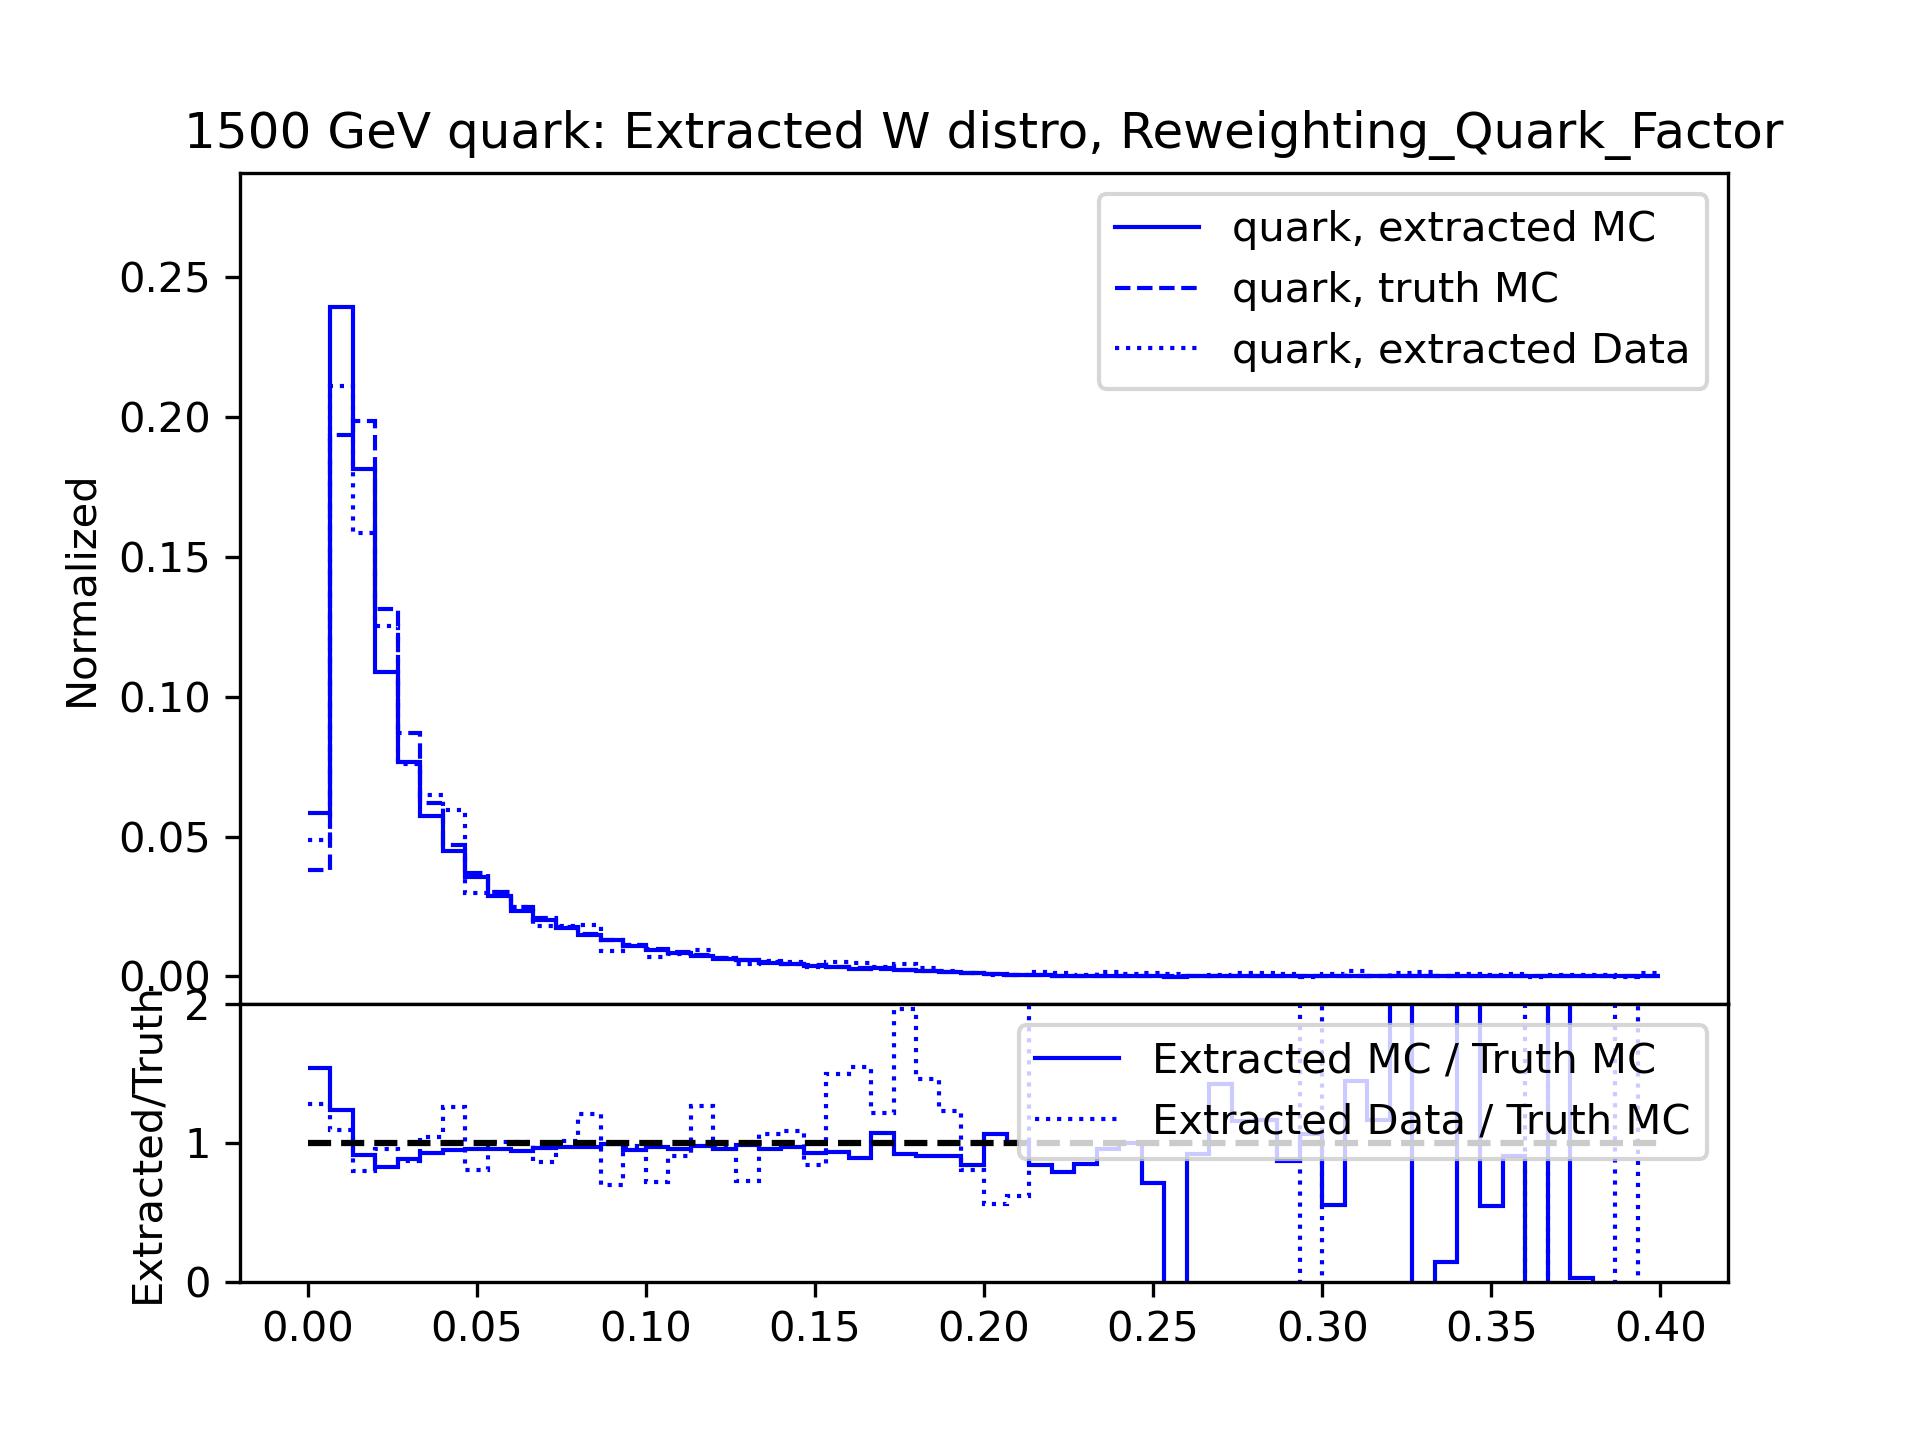 1500 GeV quark: Extracted W distro, Reweighting_Quark_Factor
Normalized
0.25
0.20
0.15
0.10
0.05
0.00
quark, extracted MC
quark, truth MC
quark, extracted Data
Extracted/Truth
2
1
0
Extracted MC / Truth MC
Extracted Data / Truth MC
0.00 0.05 0.10 0.15 0.20 0.25 0.30 0.35 0.40